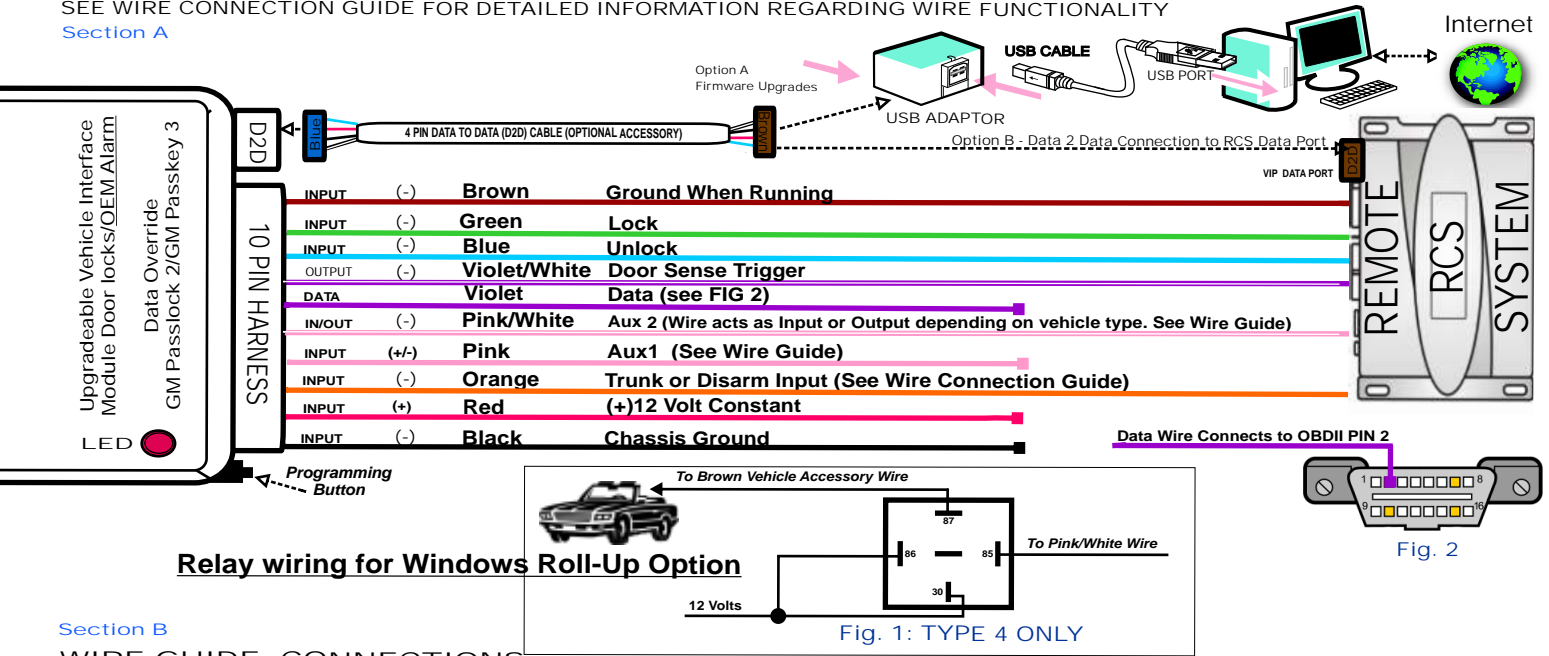 SEE WIRE CONNECTION GUIDE FOR DETAILED INFORMATION REGARDING WIRE FUNCTIONALITY
Section A
Internet
USB CABLE
Option A
Firmware Upgrades
USB PORT
USB ADAPTOR
D2D
Blue
4 PIN DATA TO DATA (D2D) CABLE (OPTIONAL ACCESSORY)
Brown
Option B - Data 2 Data Connection to RCS Data Port
VIP DATA PORT
D2D
Upgradeable Vehicle Interface
Module Door locks/OEM Alarm
Data Override
GM Passlock 2/GM Passkey 3
LED
10 PIN HARNESS
INPUT (-) Brown Ground When Running
INPUT (-) Green Lock
INPUT (-) Blue Unlock
OUTPUT (-) Violet/White Door Sense Trigger
DATA Violet Data (see FIG 2)
IN/OUT (-) Pink/White Aux 2 (Wire acts as Input or Output depending on vehicle type. See Wire Guide)
INPUT (+/-) Pink Aux1 (See Wire Guide)
INPUT (-) Orange Trunk or Disarm Input (See Wire Connection Guide)
INPUT (+) Red (+)12 Volt Constant
INPUT (-) Black Chassis Ground
REMOTE
RCS
SYSTEM
Programming
Button
Data Wire Connects to OBDII PIN 2
1 8
9 16
Fig. 2
To Brown Vehicle Accessory Wire
87
86 85
30
To Pink/White Wire
Relay wiring for Windows Roll-Up Option
12 Volts
Fig. 1: TYPE 4 ONLY
Section B
WIRE GUIDE CONNECTIONS